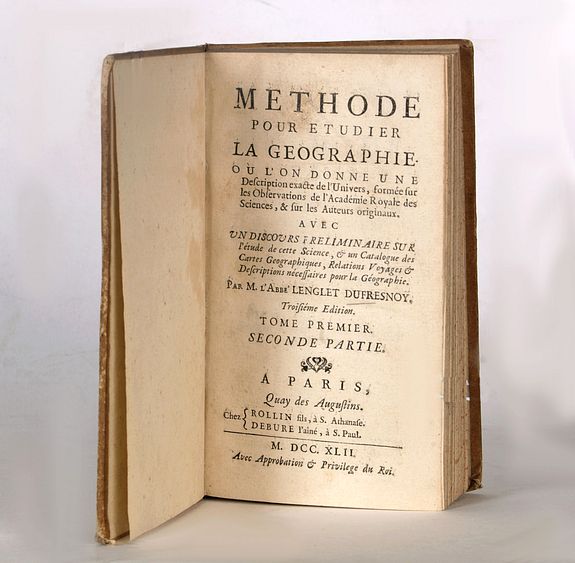 METHODE
POUR ETUDIER
LA GEOGRAPHIE.
OÙ L'ON DONNE UNE
Description exacte de l'Univers, formée sur
les Observations de l'Académie Royale des
Sciences, & sur les Auteurs originaux.
AVEC
UN DISCOURS PRELIMINAIRE SUR
l'étude de cette Science, & un Catalogue des
Cartes Geographiques, Relations Voyages &
Descriptions nécessaires pour la Géographie.
PAR M. L'ABBÉ LENGLET DUFRESNOY.
Troisiéme Edition.
TOME PREMIER.
SECONDE PARTIE.
A PARIS,
Quay des Augustins.
Chez { ROLLIN fils, à S. Athanase.
DEBURE l'aîné, à S. Paul.
M. DCC. XLII.
Avec Approbation & Privilege du Roi.